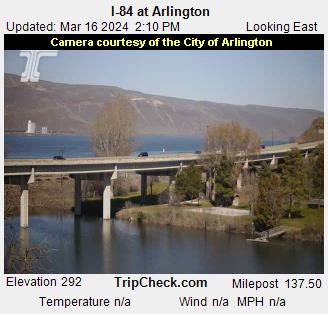 I-84 at Arlington
Updated: Mar 16 2024 2:10 PM Looking East
Camera courtesy of the City of Arlington
Elevation 292 TripCheck.com Milepost 137.50
Temperature n/a Wind n/a MPH n/a